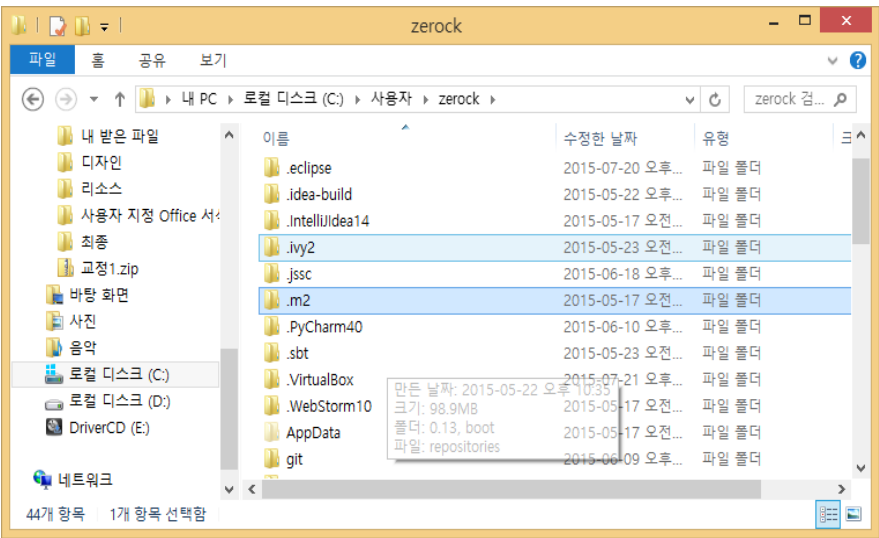 zerock
파일 홈 공유 보기
내 PC 로컬 디스크 (C:) 사용자 zerock
zerock 검...
내 받은 파일
디자인
리소스
사용자 지정 Office 서
최종
교정1.zip
바탕 화면
사진
음악
로컬 디스크 (C:)
로컬 디스크 (D:)
DriverCD (E:)
네트워크
이름 수정한 날짜 유형
.eclipse 2015-07-20 오후... 파일 폴더
.idea-build 2015-05-22 오후... 파일 폴더
.IntelliJIdea14 2015-05-17 오전... 파일 폴더
.ivy2 2015-05-23 오전... 파일 폴더
.jssc 2015-06-18 오후... 파일 폴더
.m2 2015-05-17 오전... 파일 폴더
.PyCharm40 2015-06-10 오후... 파일 폴더
.sbt 2015-05-23 오전... 파일 폴더
.VirtualBox 2015-07-21 오후... 파일 폴더
.WebStorm10 2015-05-17 오전... 파일 폴더
AppData 2015-05-17 오전... 파일 폴더
git 2015-06-09 오후... 파일 폴더
만든 날짜: 2015-05-22 오후 10:35
크기: 98.9MB
폴더: 0.13, boot
파일: repositories
44개 항목 1개 항목 선택함